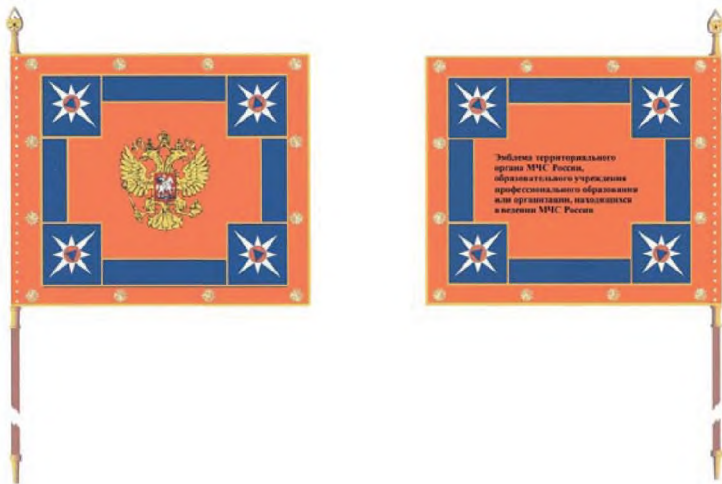 Эмблема территориального
органа МЧС России,
образовательного учреждения
профессионального образования
или организации, находящихся
в ведении МЧС России